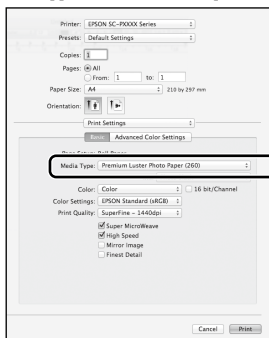 Printer: EPSON SC-PXXXX Series
Presets: Default Settings
Copies: 1
Pages: All
From: 1 to: 1
Paper Size: A4 210 by 297 mm
Orientation:
Print Settings
Basic Advanced Color Settings
Media Type: Premium Luster Photo Paper (260)
Color: Color 16 bit/Channel
Color Settings: EPSON Standard (sRGB)
Print Quality: SuperFine - 1440dpi
Super MicroWeave
High Speed
Mirror Image
Finest Detail
Cancel Print